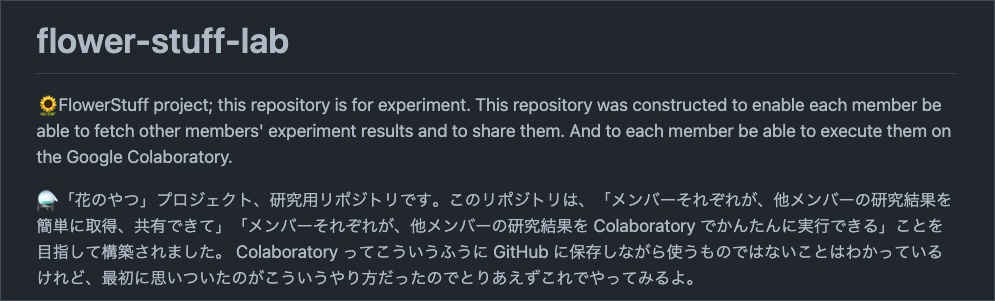 flower-stuff-lab
🌻FlowerStuff project; this repository is for experiment. This repository was constructed to enable each member be
able to fetch other members' experiment results and to share them. And to each member be able to execute them on
the Google Colaboratory.
「花のやつ」プロジェクト、研究用リポジトリです。このリポジトリは、「メンバーそれぞれが、他メンバーの研究結果を
簡単に取得、共有できて」「メンバーそれぞれが、他メンバーの研究結果を Colaboratory でかんたんに実行できる」ことを
目指して構築されました。 Colaboratory ってこういうふうに GitHub に保存しながら使うものではないことはわかっている
けれど、最初に思いついたのがこういうやり方だったのでとりあえずこれでやってみるよ。